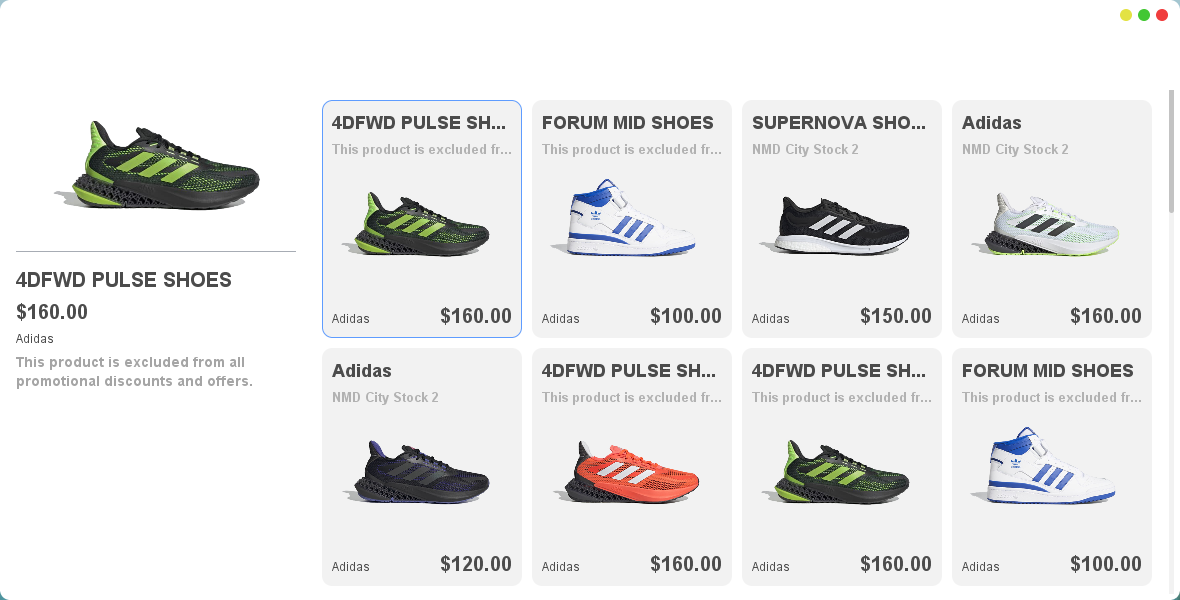 4DFWD PULSE SHOES
$160.00
Adidas
This product is excluded from all
promotional discounts and offers.
4DFWD PULSE SH...
This product is excluded fr...
Adidas
$160.00
FORUM MID SHOES
This product is excluded fr...
Adidas
$100.00
SUPERNOVA SHO...
NMD City Stock 2
Adidas
$150.00
Adidas
NMD City Stock 2
Adidas
$160.00
Adidas
NMD City Stock 2
Adidas
$120.00
4DFWD PULSE SH...
This product is excluded fr...
Adidas
$160.00
4DFWD PULSE SH...
This product is excluded fr...
Adidas
$160.00
FORUM MID SHOES
This product is excluded fr...
Adidas
$100.00